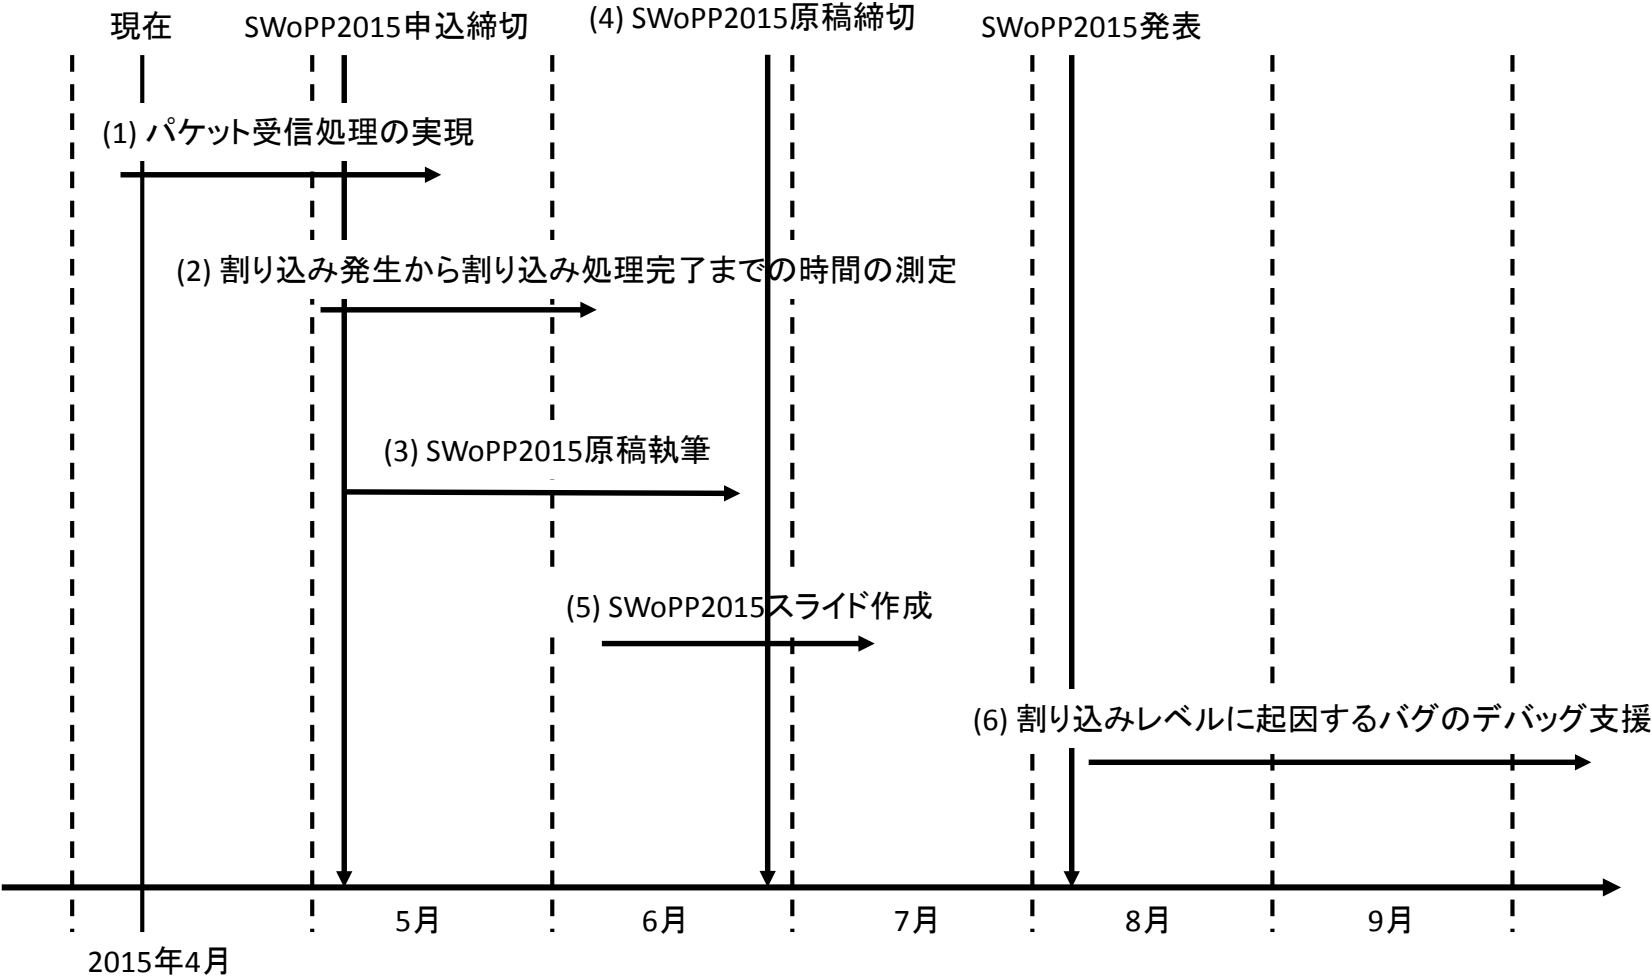 現在
SWoPP2015申込締切
(4) SWoPP2015原稿締切
SWoPP2015発表
(1) パケット受信処理の実現
(2) 割り込み発生から割り込み処理完了までの時間の測定
(3) SWoPP2015原稿執筆
(5) SWoPP2015スライド作成
(6) 割り込みレベルに起因するバグのデバッグ支援
5月
6月
7月
8月
9月
2015年4月